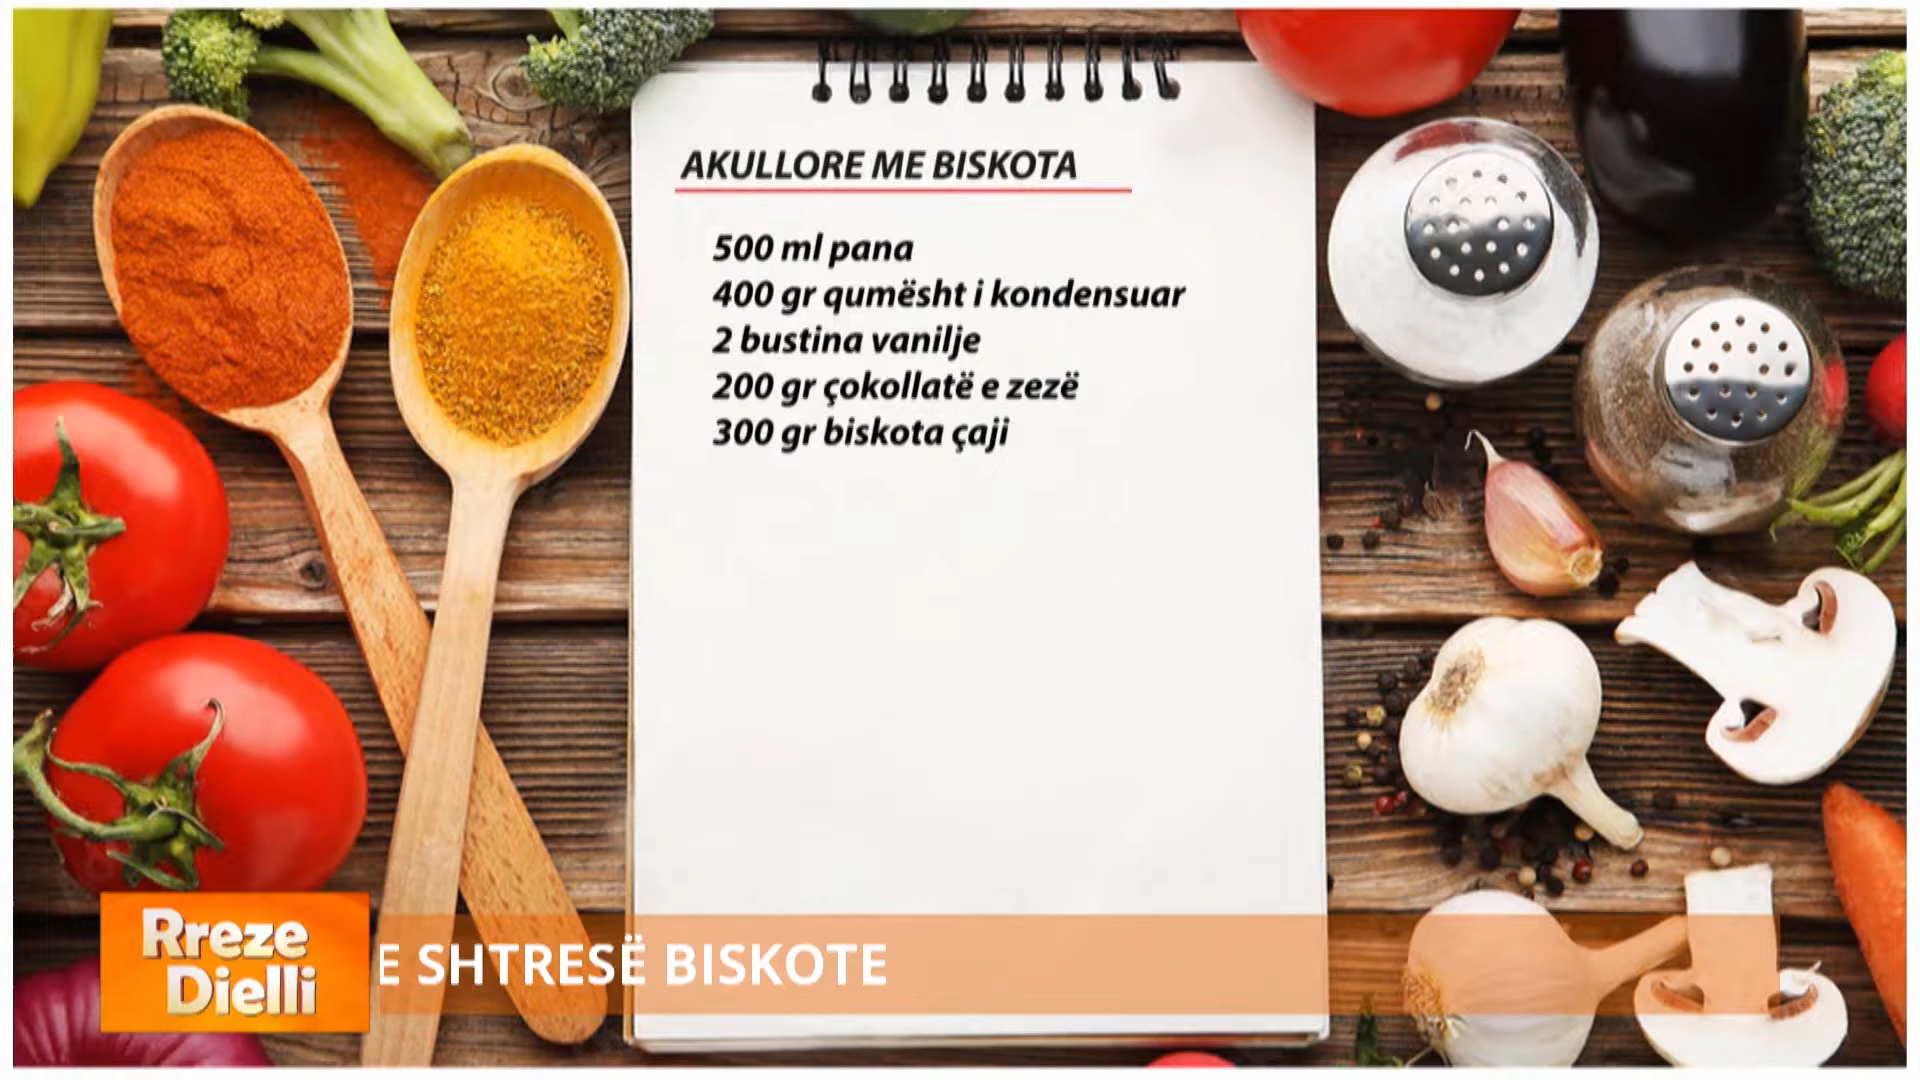 AKULLORE ME BISKOTA
500 ml pana
400 gr qumësht i kondensuar
2 bustina vanilje
200 gr çokollatë e zezë
300 gr biskota çaji
Rreze
Dielli
E SHTRESË BISKOTE